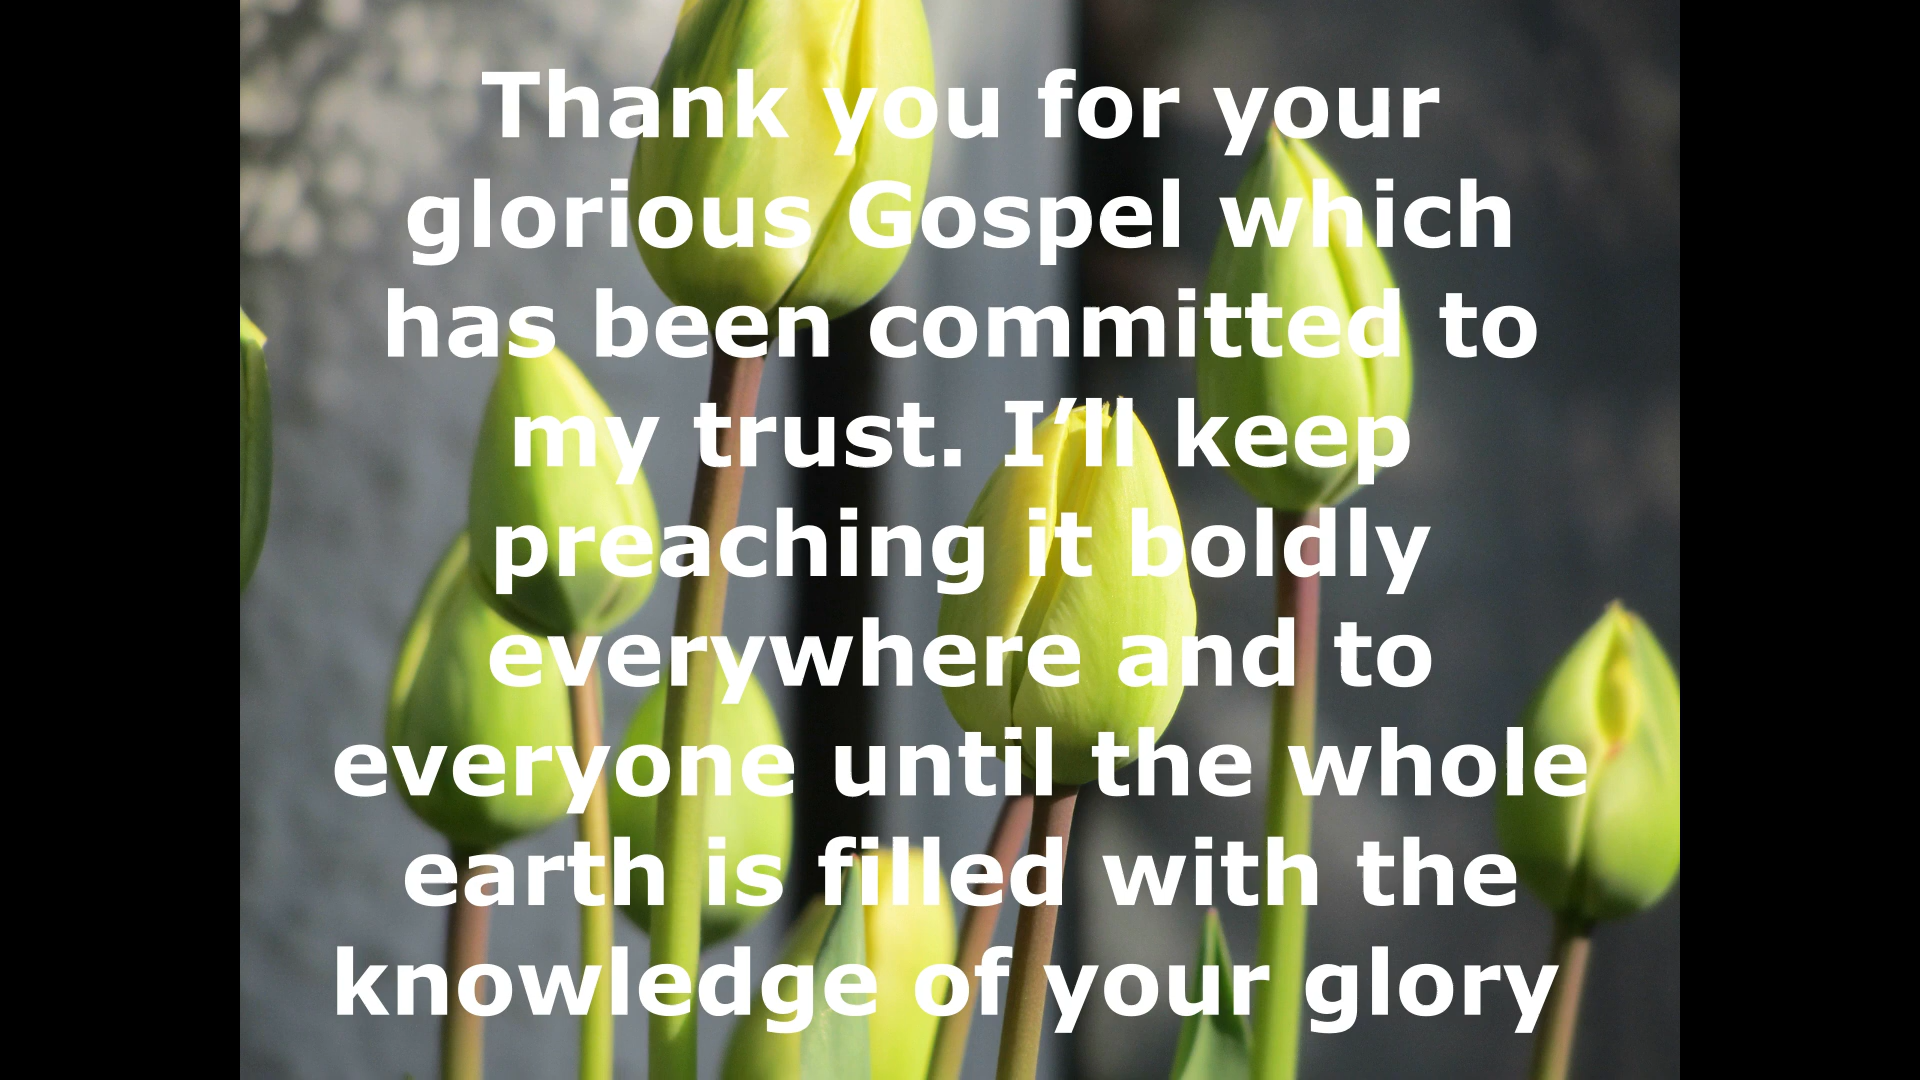 Thank you for your
glorious Gospel which
has been committed to
my trust. I’ll keep
preaching it boldly
everywhere and to
everyone until the whole
earth is filled with the
knowledge of your glory